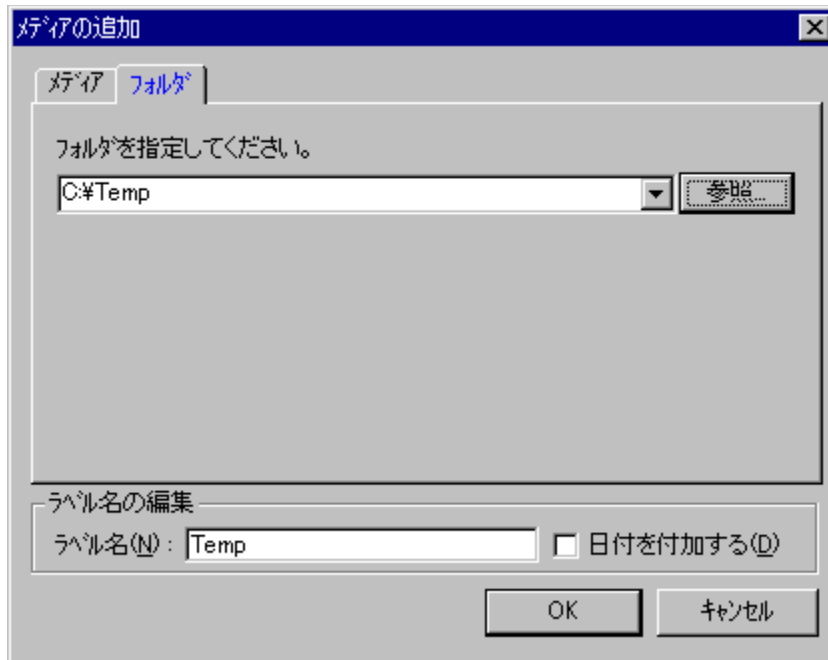 ﾒﾃﾞｨｱの追加
ﾒﾃﾞｨｱ ﾌｫﾙﾀﾞ
ﾌｫﾙﾀﾞを指定してください。
C:¥Temp 参照...
ﾗﾍﾞﾙ名の編集
ﾗﾍﾞﾙ名(N) : Temp 日付を付加する(D)
OK ｷｬﾝｾﾙ